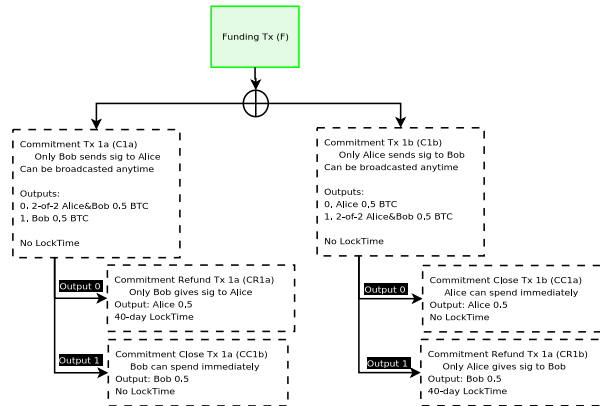 Funding Tx (F)
Commitment Tx 1a (C1a)
Only Bob sends sig to Alice
Can be broadcasted anytime
Outputs:
0. 2-of-2 Alice&Bob 0.5 BTC
1. Bob 0.5 BTC
No LockTime
Commitment Tx 1b (C1b)
Only Alice sends sig to Bob
Can be broadcasted anytime
Outputs:
0. Alice 0.5 BTC
1. 2-of-2 Alice&Bob 0.5 BTC
No LockTime
Output 0
Commitment Refund Tx 1a (CR1a)
Only Bob gives sig to Alice
Output: Alice 0.5
40-day LockTime
Output 1
Commitment Close Tx 1a (CC1b)
Bob can spend immediately
Output: Bob 0.5
No LockTime
Output 0
Commitment Close Tx 1b (CC1a)
Alice can spend immediately
Output: Alice 0.5
No LockTime
Output 1
Commitment Refund Tx 1a (CR1b)
Only Alice gives sig to Bob
Output: Bob 0.5
40-day LockTime